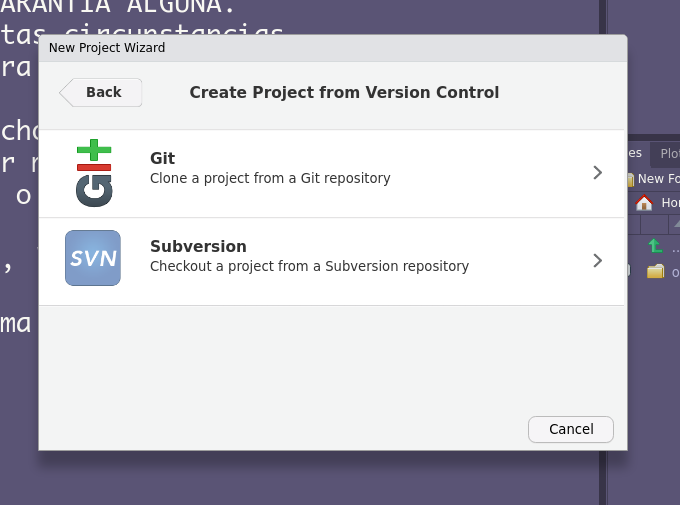 ARANTIA ALGUNA.
tas circunstancias
New Project Wizard
ra
Back
Create Project from Version Control
Git
Clone a project from a Git repository
git
Subversion
Checkout a project from a Subversion repository
SVN
o
,
ma
Cancel
es
Plo
New Fo
Ho
..
o